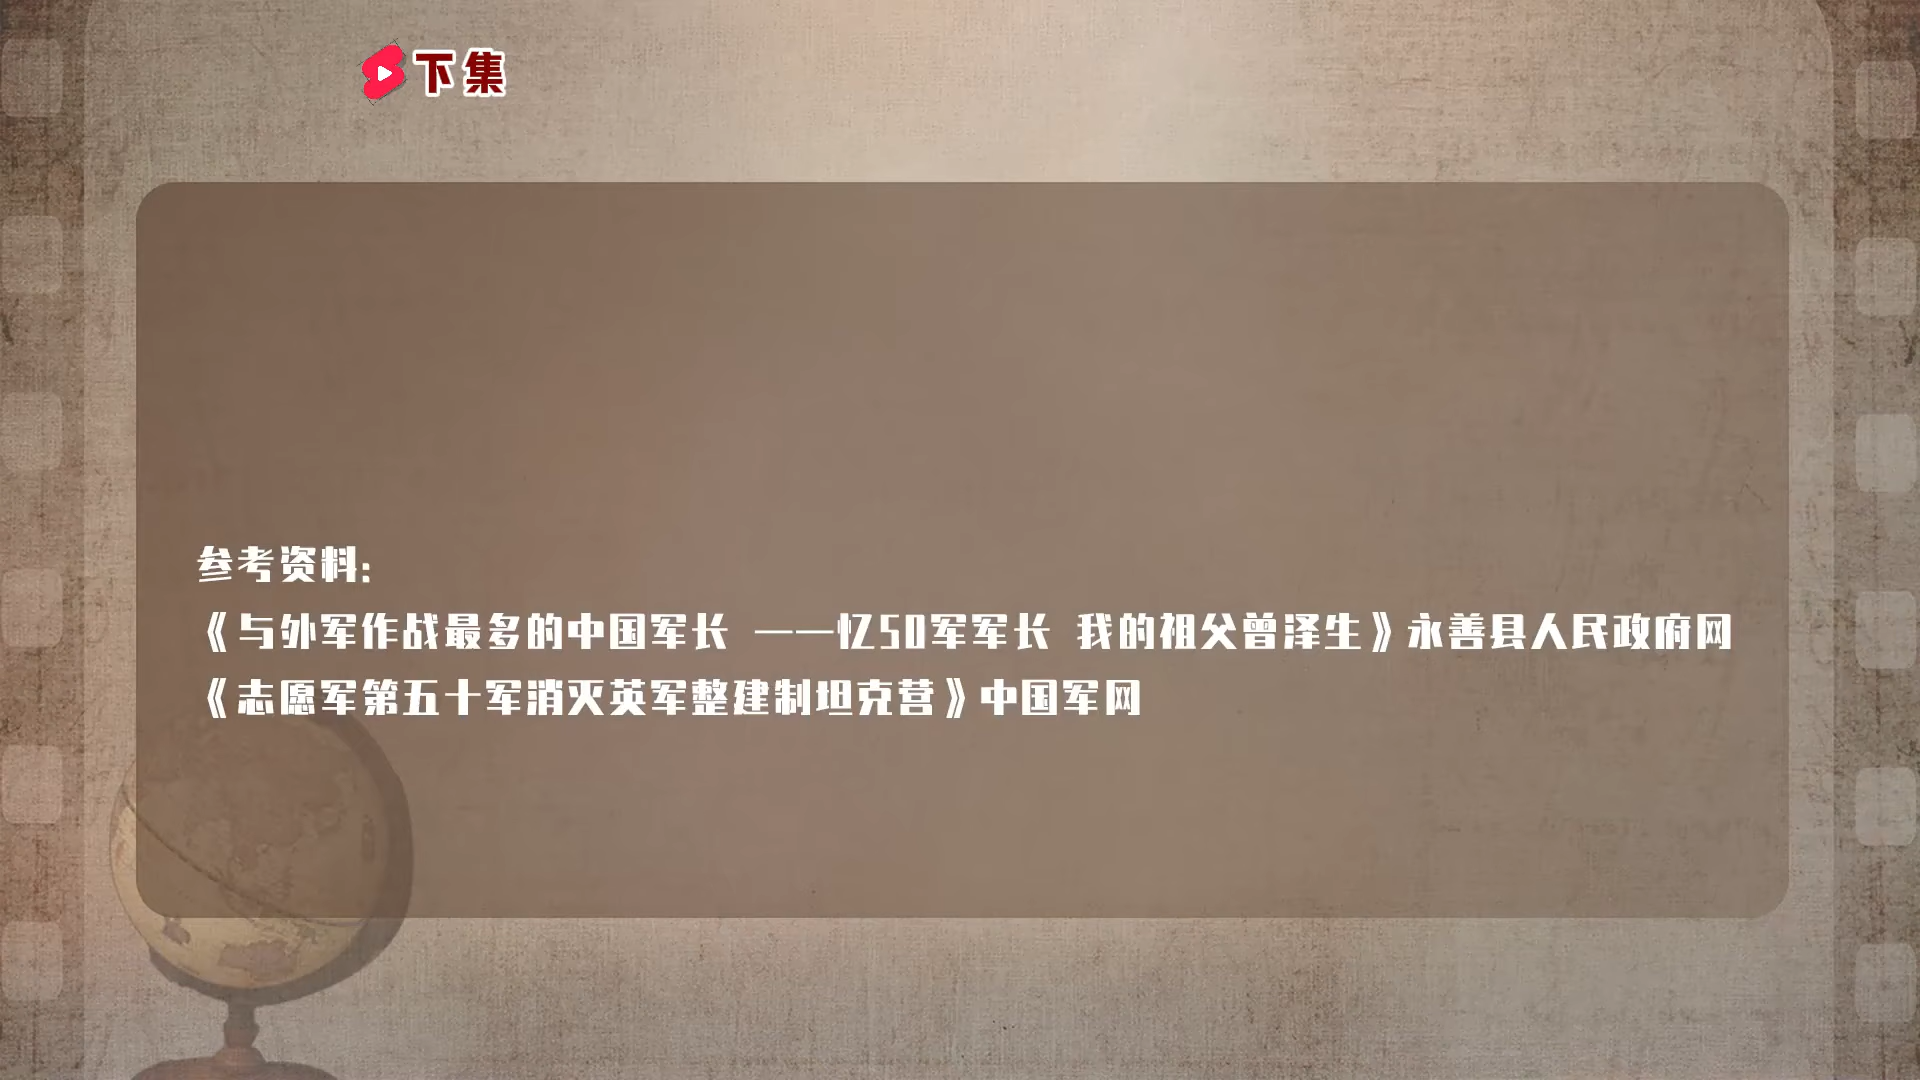 下集
参考资料:
《与外军作战最多的中国军长 ——忆50军军长 我的祖父曾泽生》永善县人民政府网
《志愿军第五十军消灭英军整建制坦克营》中国军网